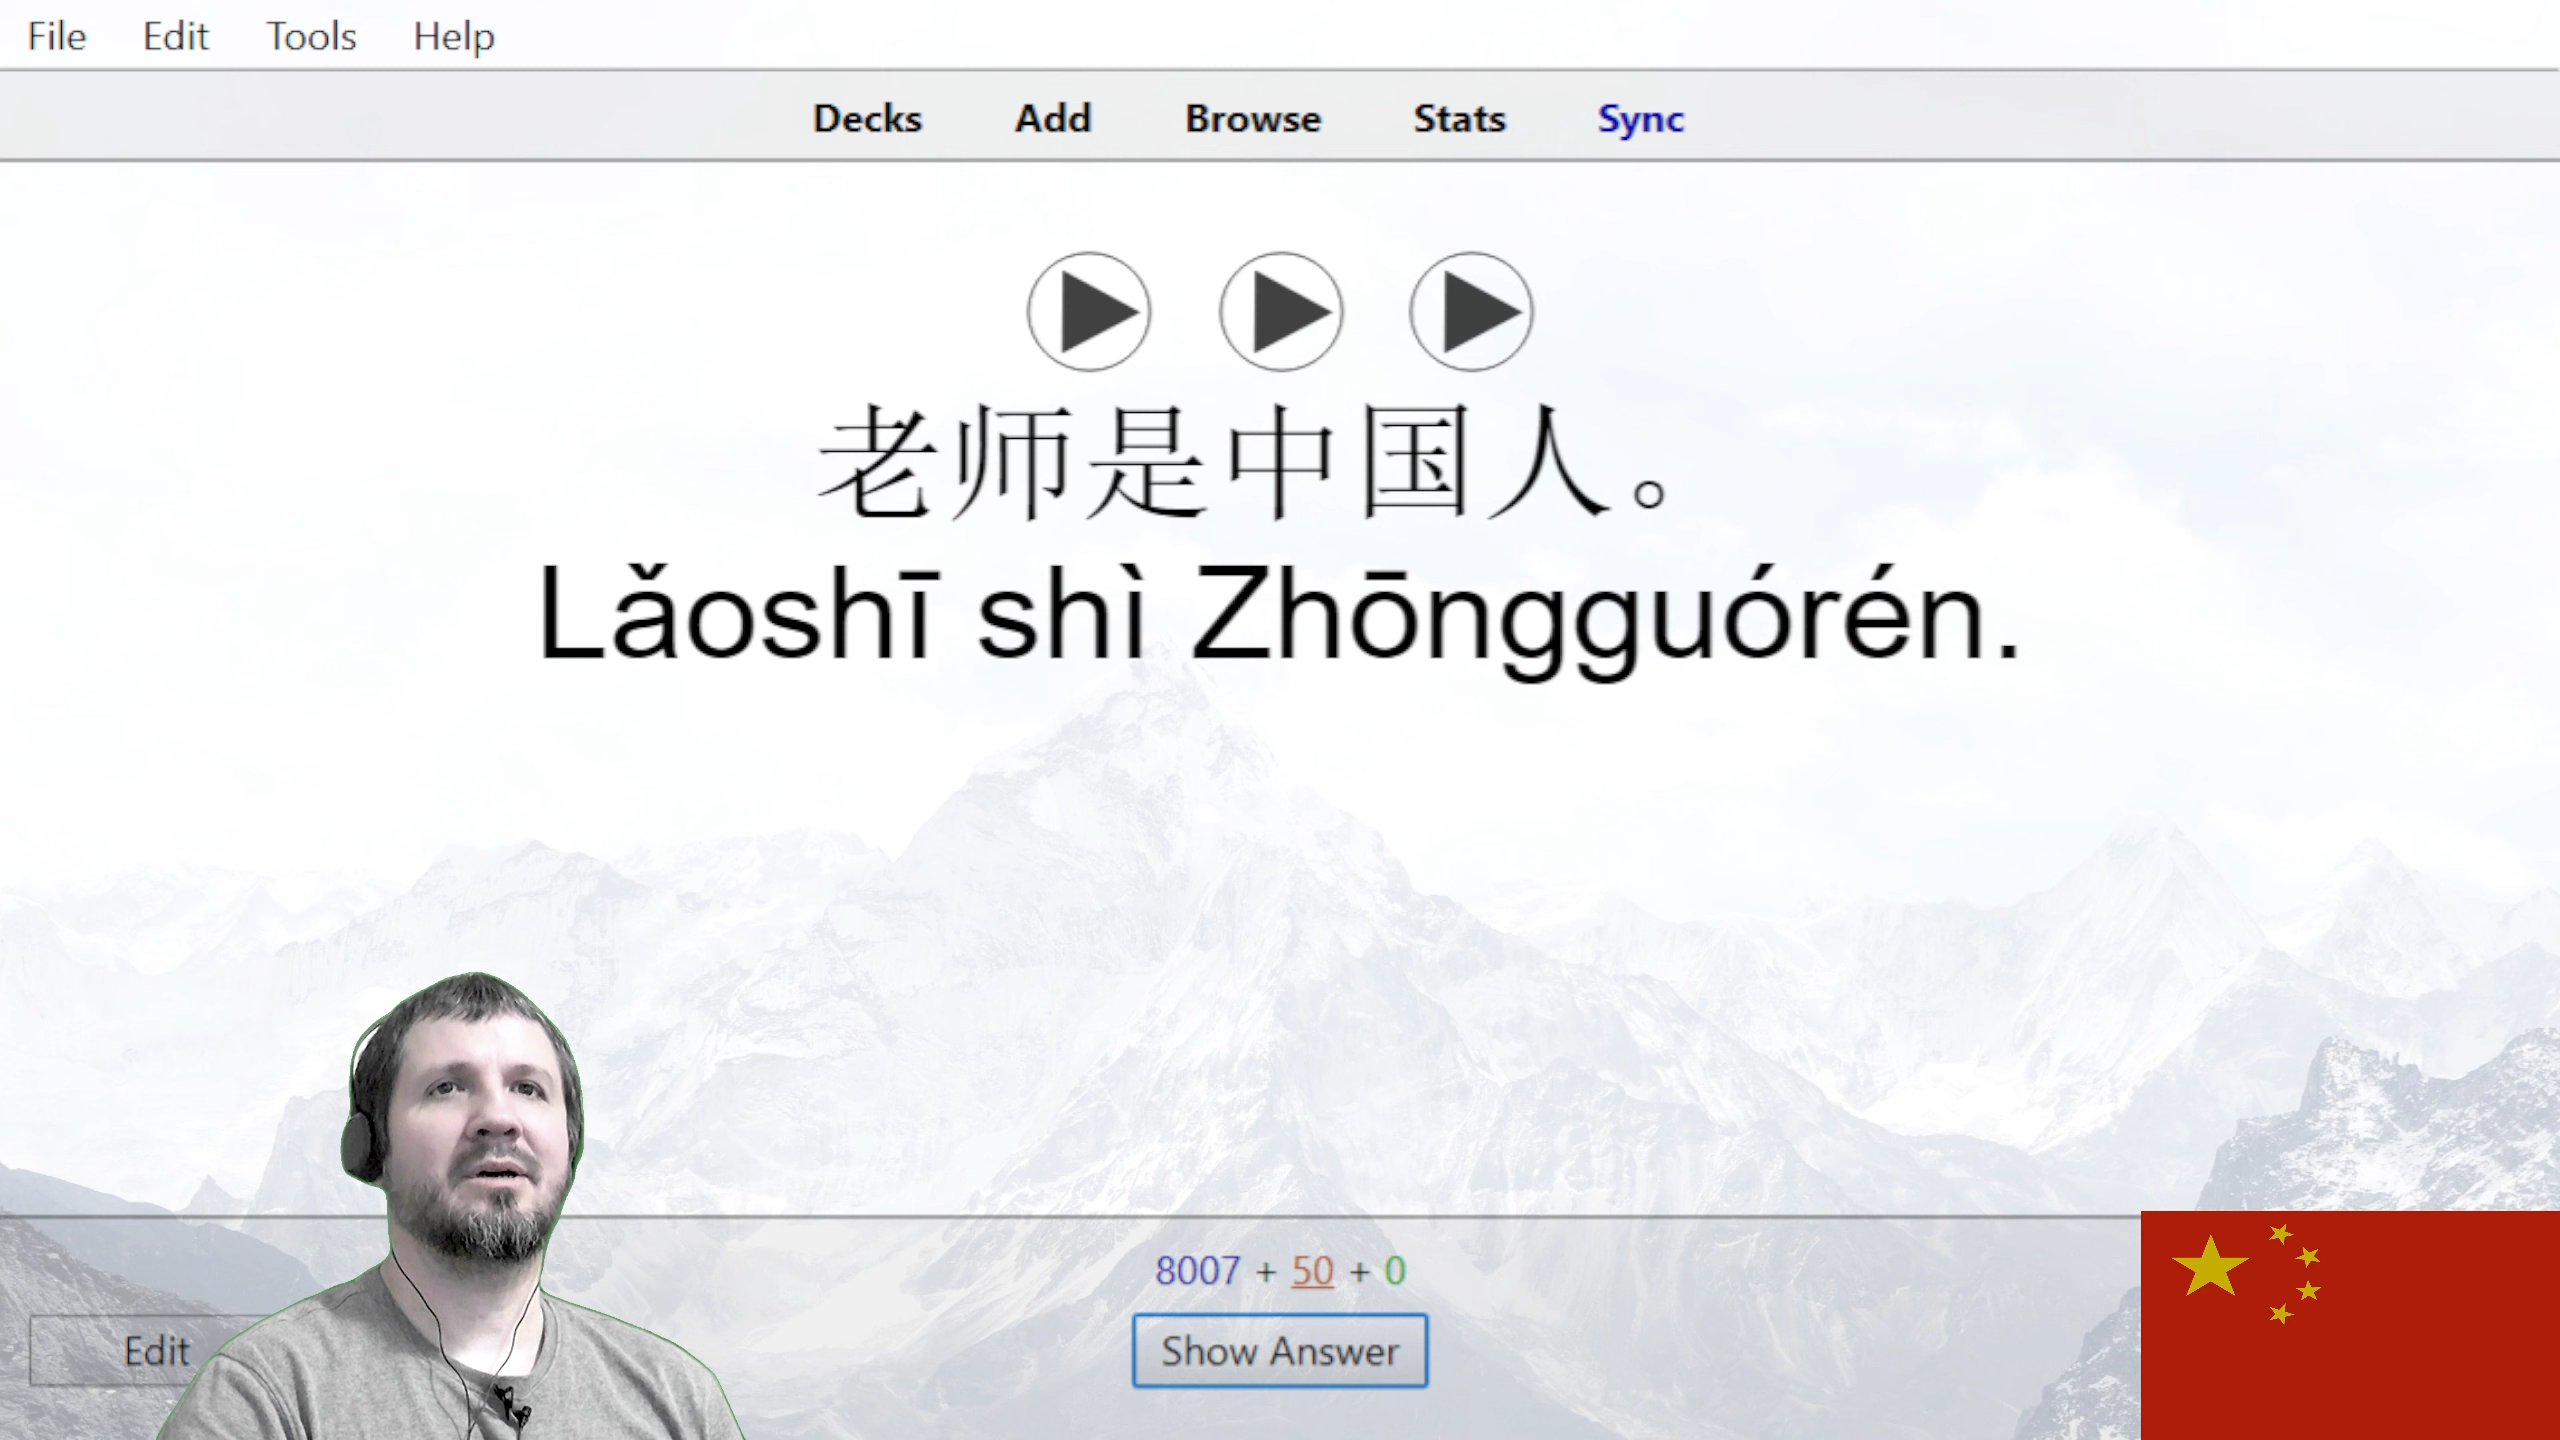 File Edit Tools Help
Decks Add Browse Stats Sync
老师是中国人。
Lǎoshī shì Zhōngguórén.
8007 + 50 + 0
Edit
Show Answer